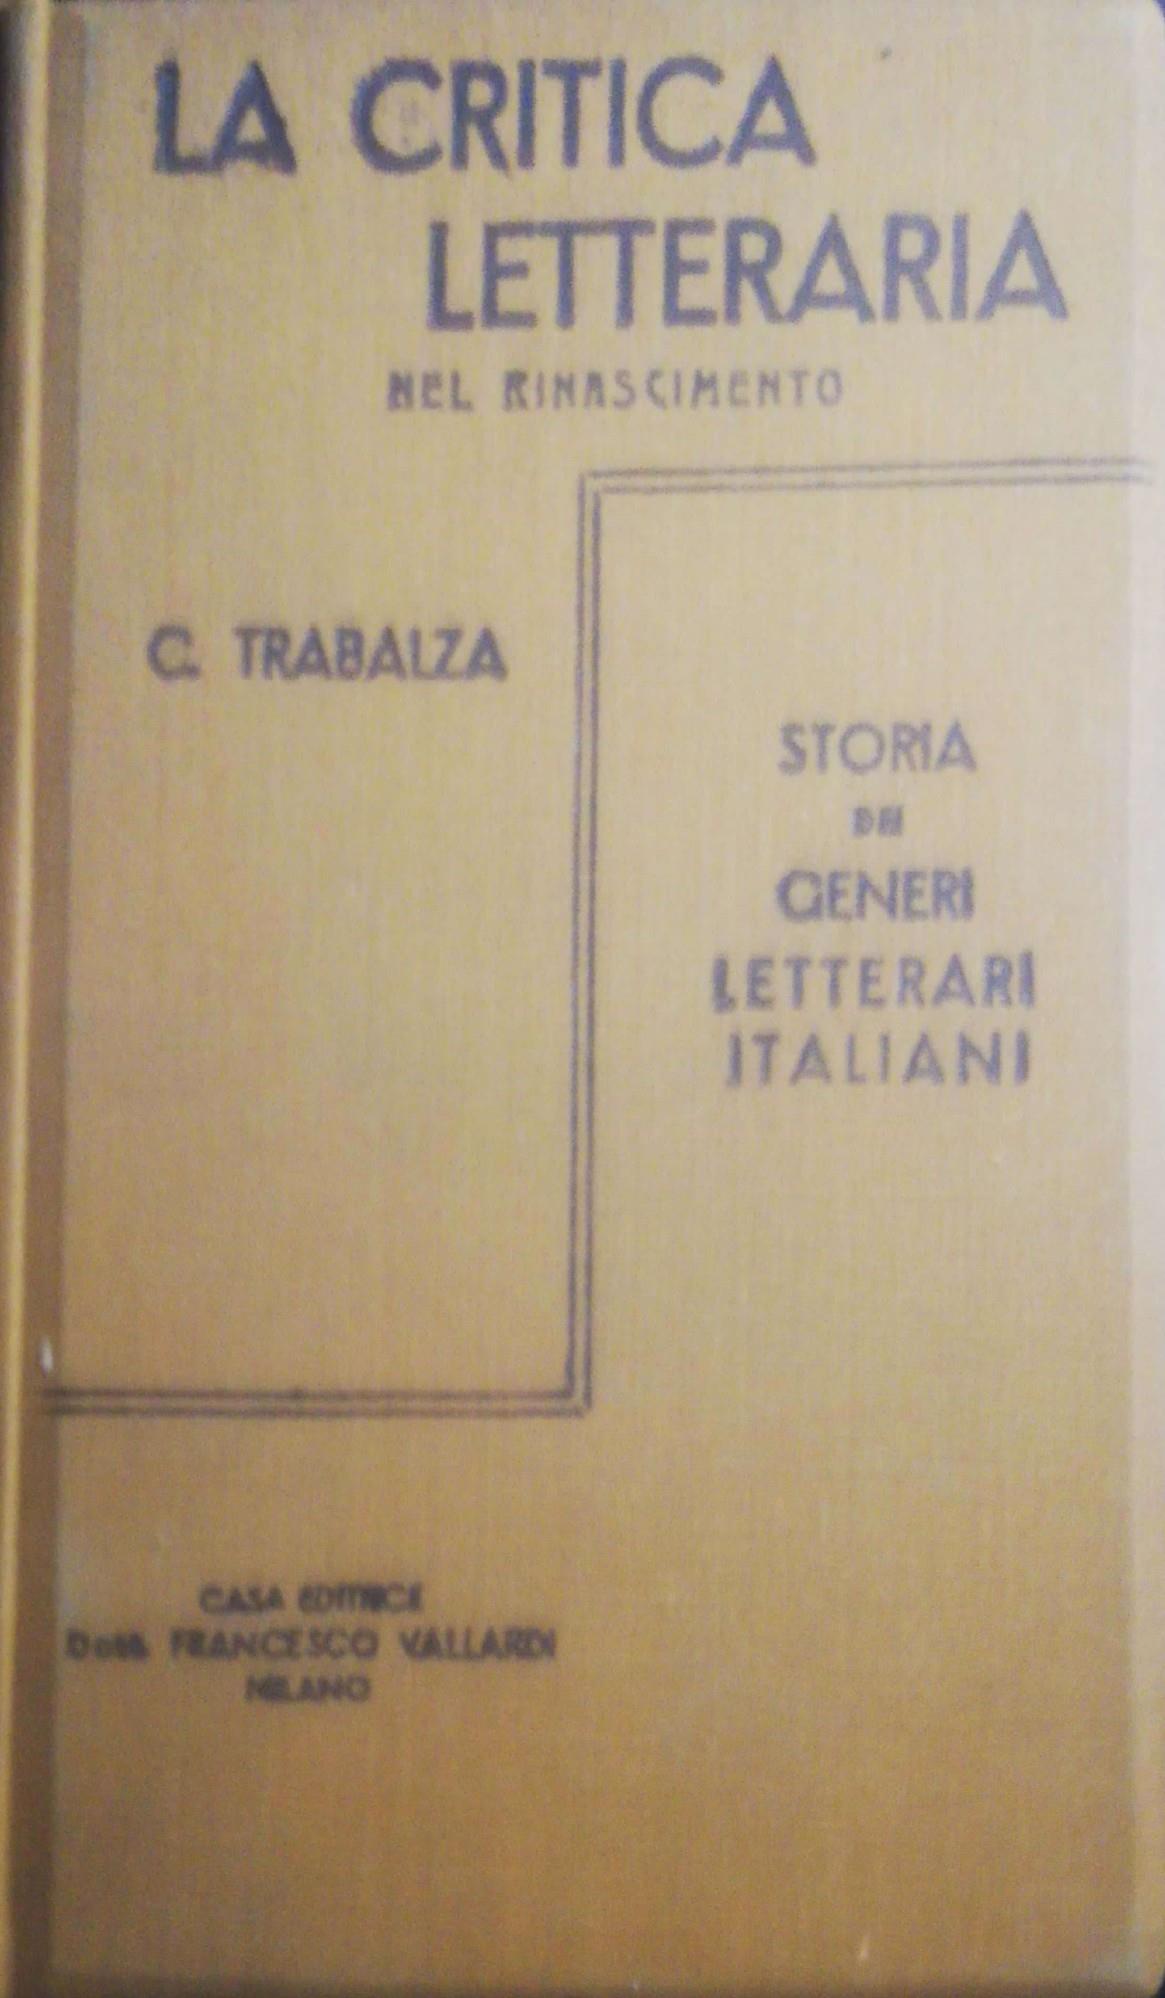 LA CRITICA
LETTERARIA
NEL RINASCIMENTO
C. TRABALZA
STORIA
DEI
GENERI
LETTERARI
ITALIANI
CASA EDITRICE
Dott. FRANCESCO VALLARDI
MILANO